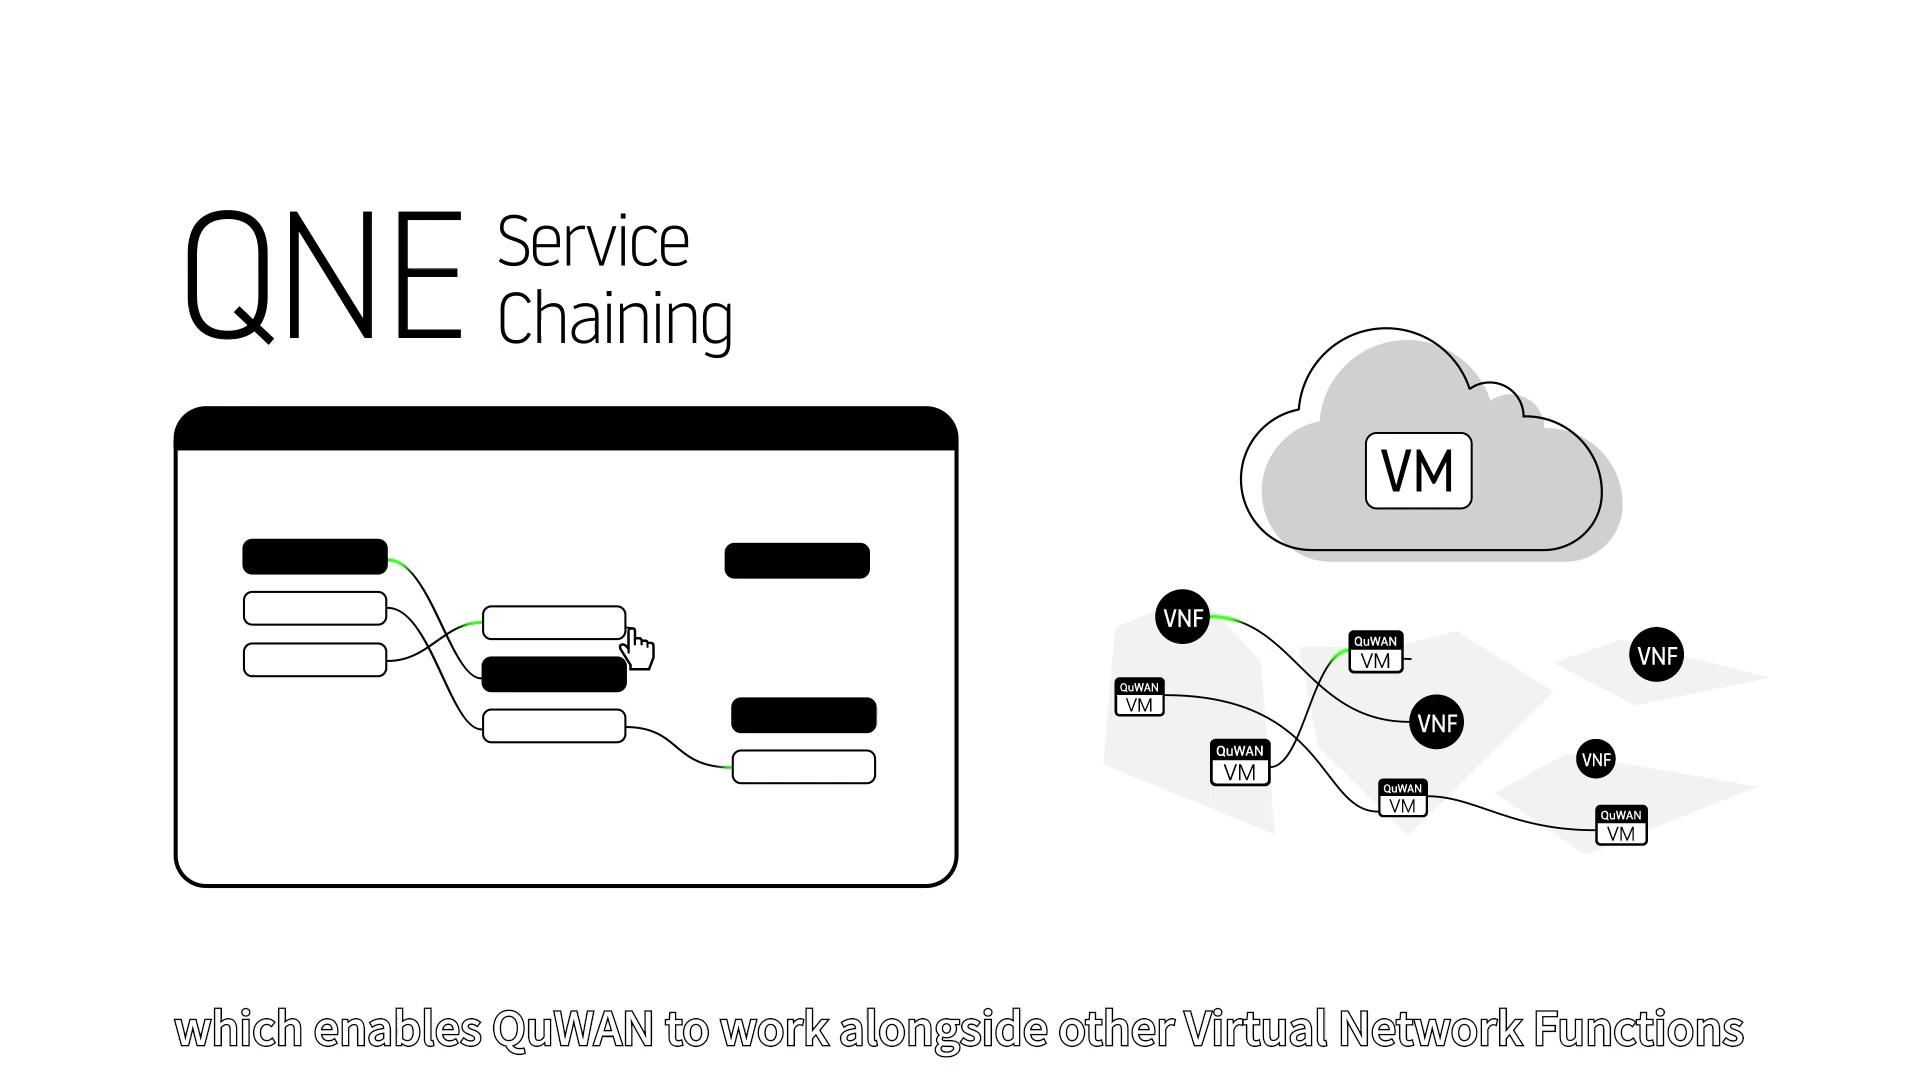 QNE
Service
Chaining
VM
VNF
QuWAN
VM
VNF
QuWAN
VM
VNF
QuWAN
VM
VNF
QuWAN
VM
QuWAN
VM
which enables QuWAN to work alongside other Virtual Network Functions